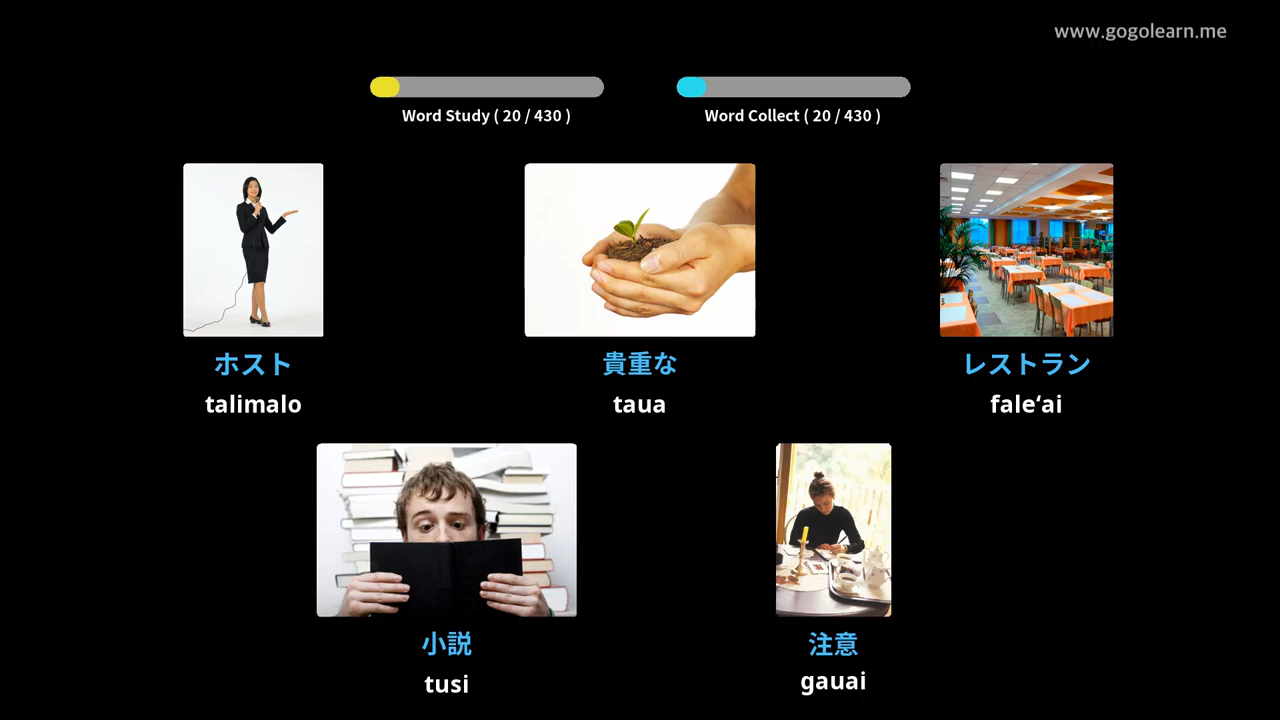 www.gogolearn.me
Word Study ( 20 / 430 )
Word Collect ( 20 / 430 )
ホスト
talimalo
貴重な
taua
レストラン
fale‘ai
小説
tusi
注意
gauai